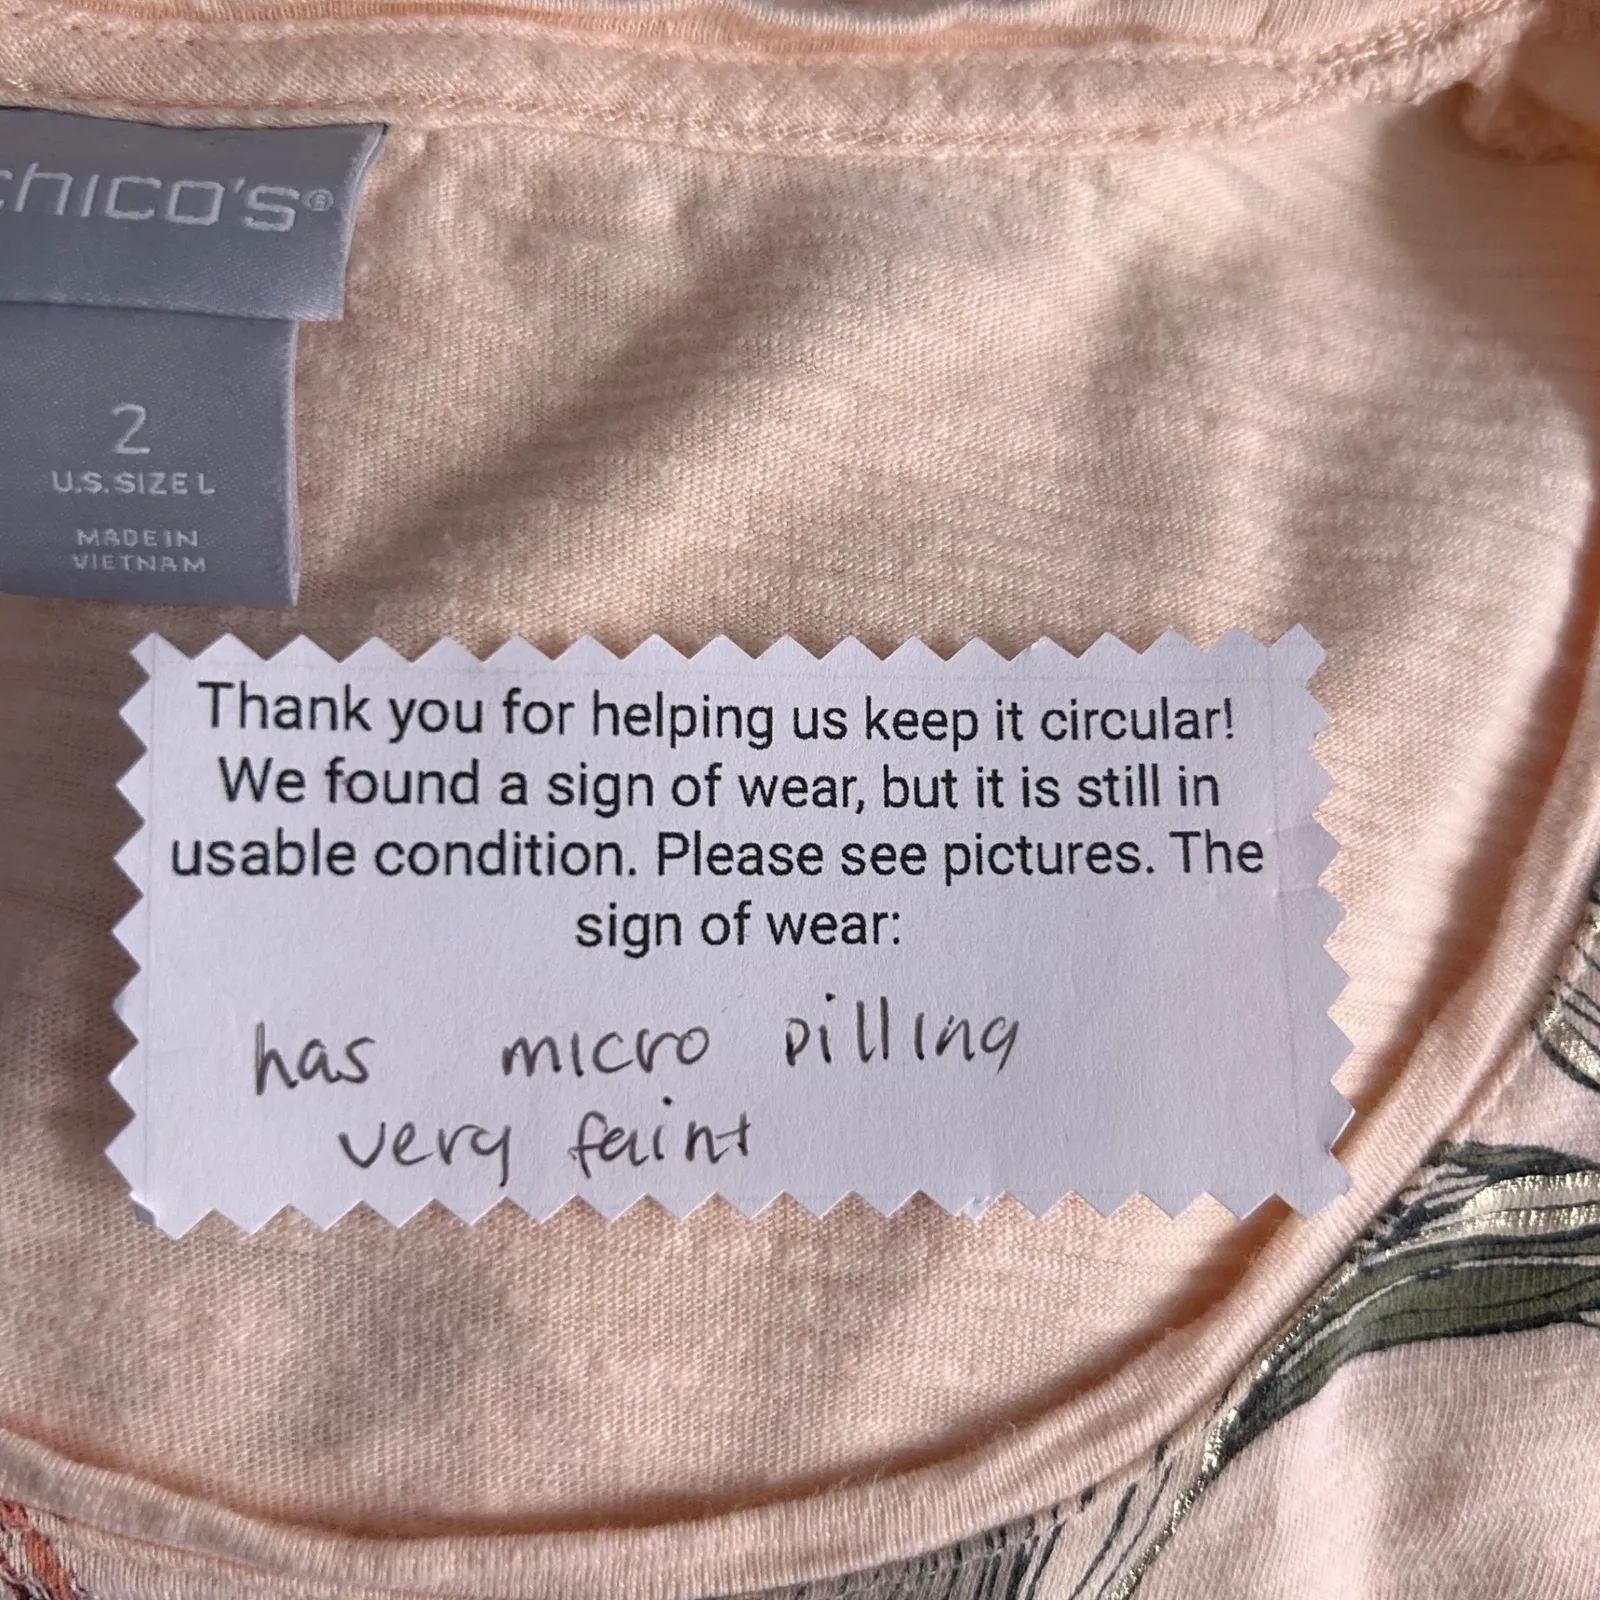 chico's®
2
U.S. SIZE L
MADE IN
VIETNAM
Thank you for helping us keep it circular!
We found a sign of wear, but it is still in
usable condition. Please see pictures. The
sign of wear:
has micro pilling
very faint